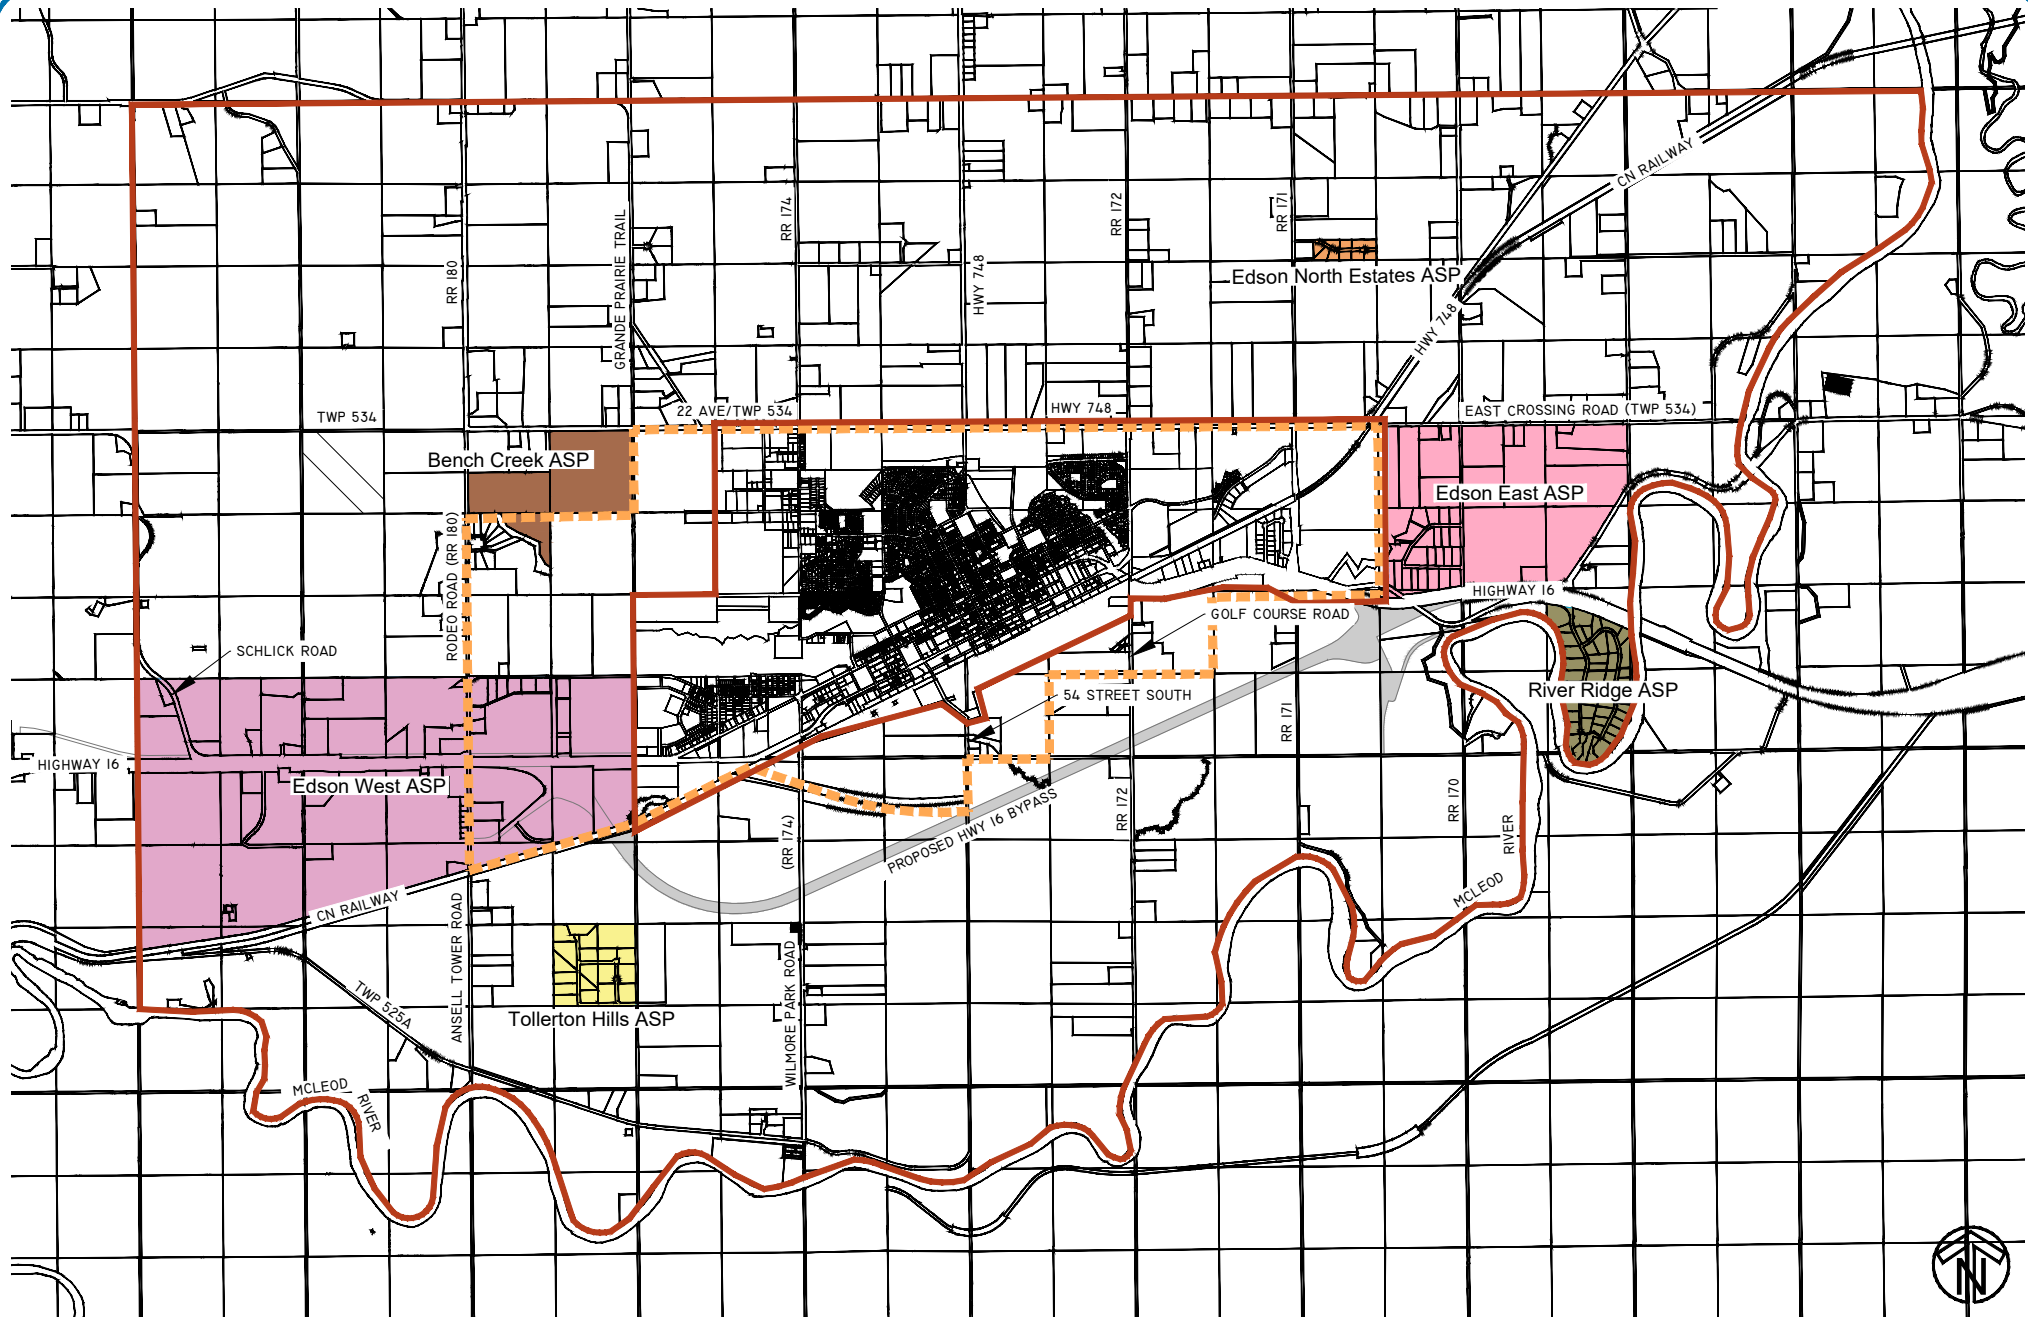 CN RAILWAY
GRANDE PRAIRIE TRAIL
RR 174
RR 172
RR 171
RR 180
HWY 748
Edson North Estates ASP
HWY 748
TWP 534
22 AVE/TWP 534
HWY 748
EAST CROSSING ROAD (TWP 534)
Bench Creek ASP
Edson East ASP
RODEO ROAD (RR 180)
HIGHWAY 16
GOLF COURSE ROAD
SCHLICK ROAD
54 STREET SOUTH
River Ridge ASP
RR 171
HIGHWAY 16
Edson West ASP
RR 172
RR 170
RIVER
(RR 174)
PROPOSED HWY 16 BYPASS
MCLEOD
CN RAILWAY
ANSELL TOWER ROAD
WILMORE PARK ROAD
TWP 525A
Tollerton Hills ASP
MCLEOD
RIVER
N